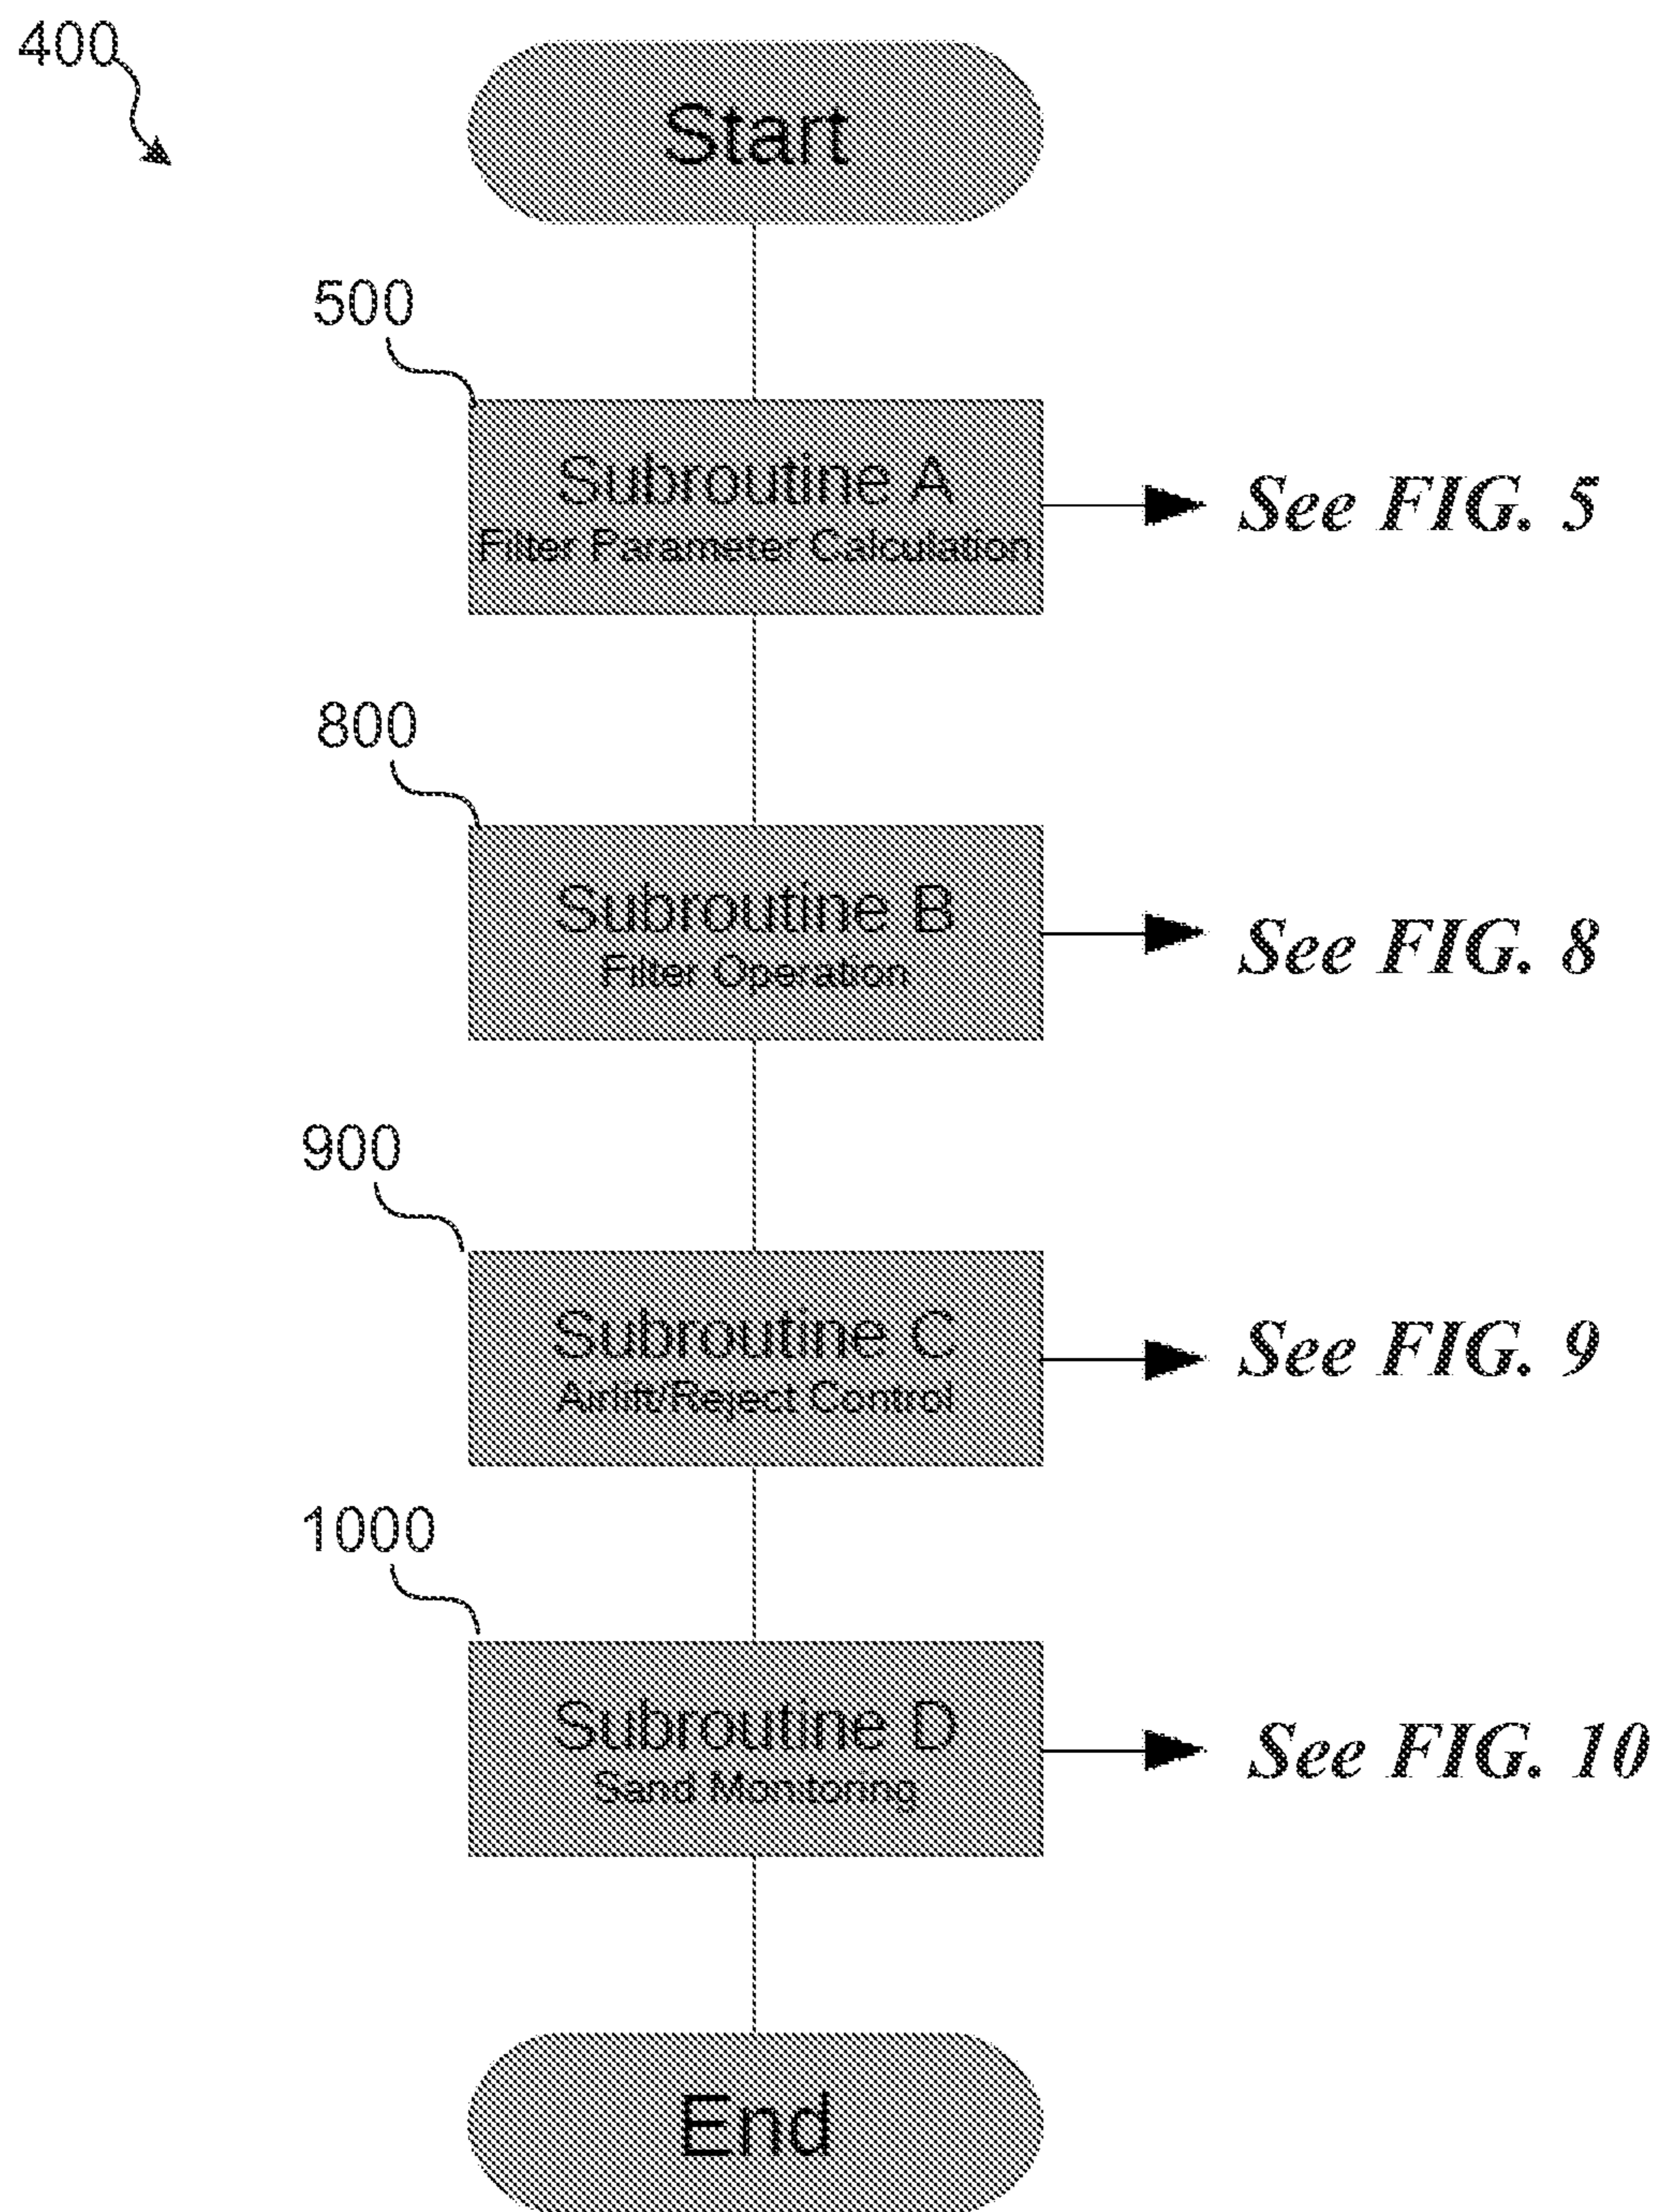 400
Start
500
Subroutine A
Filter Parameter Calculation
See FIG. 5
800
Subroutine B
Filter Operation
See FIG. 8
900
Subroutine C
Airlift/Reject Control
See FIG. 9
1000
Subroutine D
Sand Monitoring
See FIG. 10
End